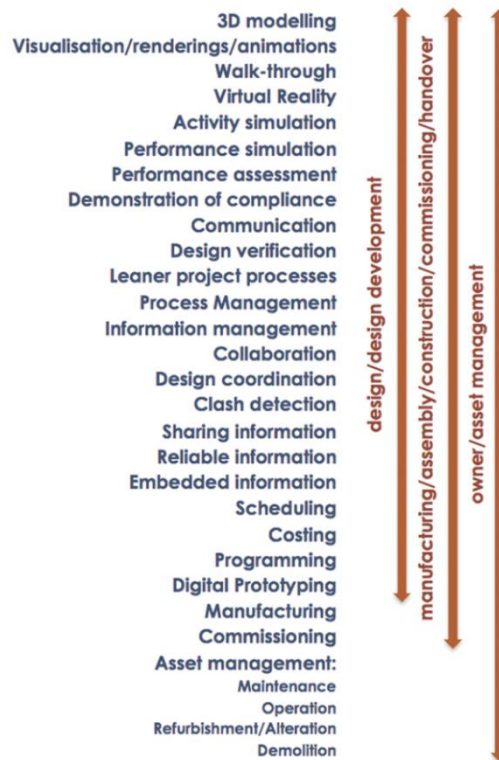 3D modelling
Visualisation/renderings/animations
Walk-through
Virtual Reality
Activity simulation
Performance simulation
Performance assessment
Demonstration of compliance
Communication
Design verification
Leaner project processes
Process Management
Information management
Collaboration
Design coordination
Clash detection
Sharing information
Reliable information
Embedded information
Scheduling
Costing
Programming
Digital Prototyping
Manufacturing
Commissioning
Asset management:
Maintenance
Operation
Refurbishment/Alteration
Demolition
design/design development
manufacturing/assembly/construction/commissioning/handover
owner/asset management